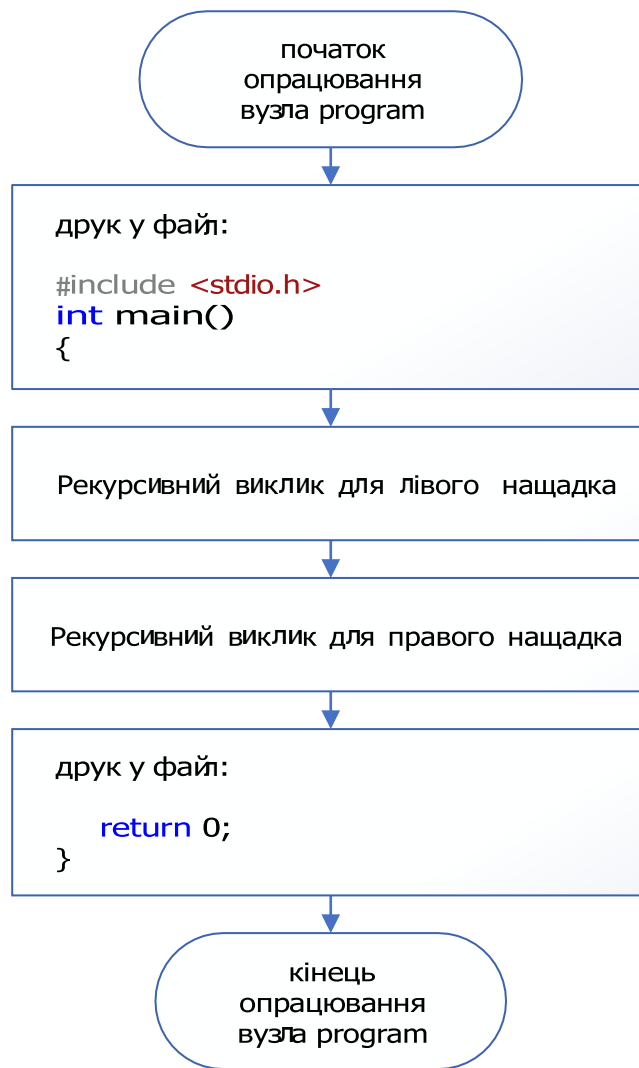 початок
опрацювання
вузла program
друк у файл:
#include <stdio.h>
int main()
{
Рекурсивний виклик для лівого нащадка
Рекурсивний виклик для правого нащадка
друк у файл:
return 0;
}
кінець
опрацювання
вузла program